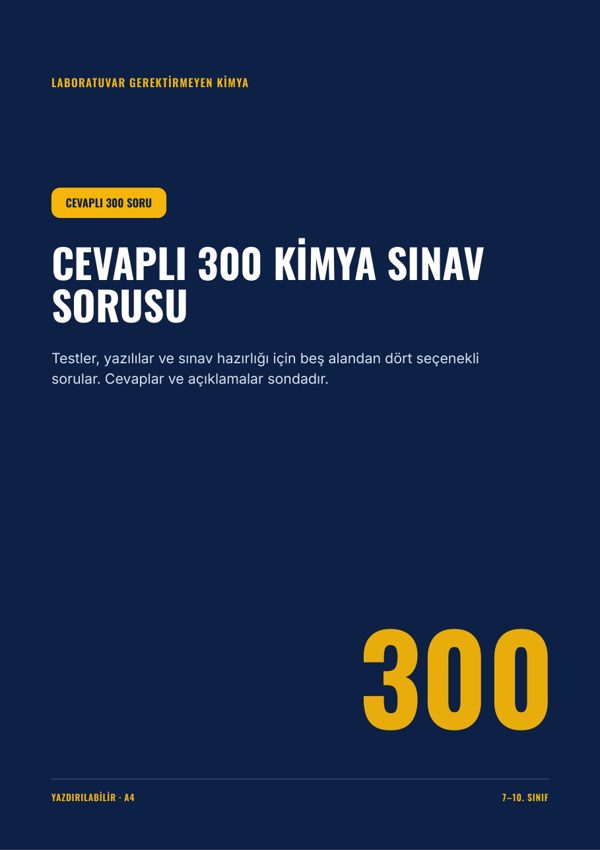 LABORATUVAR GEREKTİRMEYEN KİMYA
CEVAPLI 300 SORU
CEVAPLI 300 KİMYA SINAV
SORUSU
Testler, yazılılar ve sınav hazırlığı için beş alandan dört seçenekli
sorular. Cevaplar ve açıklamalar sondadır.
300
YAZDIRILABİLİR · A4
7–10. SINIF